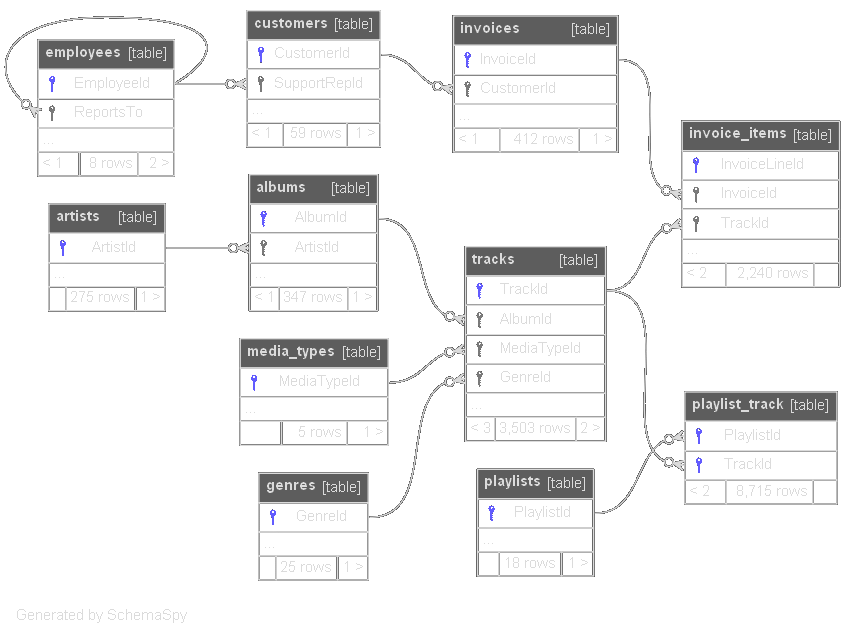 employees [table]
EmployeeId
ReportsTo
...
< 1 8 rows 2 >
customers [table]
CustomerId
SupportRepId
...
< 1 59 rows 1 >
invoices [table]
InvoiceId
CustomerId
...
< 1 412 rows 1 >
invoice_items [table]
InvoiceLineId
InvoiceId
TrackId
...
< 2 2,240 rows
artists [table]
ArtistId
...
275 rows 1 >
albums [table]
AlbumId
ArtistId
...
< 1 347 rows 1 >
tracks [table]
TrackId
AlbumId
MediaTypeId
GenreId
...
< 3 3,503 rows 2 >
media_types [table]
MediaTypeId
...
5 rows 1 >
playlist_track [table]
PlaylistId
TrackId
< 2 8,715 rows
genres [table]
GenreId
...
25 rows 1 >
playlists [table]
PlaylistId
...
18 rows 1 >
Generated by SchemaSpy